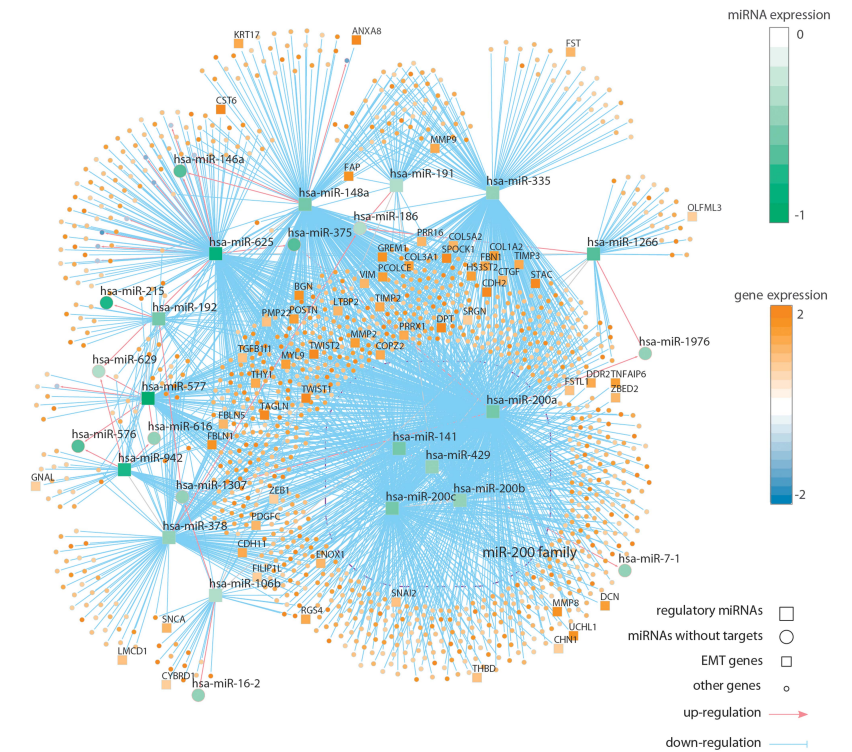 miRNA expression
0
-1
KRT17
ANXA8
FST
CST6
MMP9
hsa-miR-146a
FAP
hsa-miR-191
hsa-miR-335
hsa-miR-148a
OLFML3
hsa-miR-186
hsa-miR-375
PRR16
COL5A2
hsa-miR-625
GREM1
SPOCK1
COL1A2
hsa-miR-1266
COL3A1
FBN1
TIMP3
PCOLCE
HS3ST2
CTGF
STAC
VIM
CDH2
hsa-miR-215
BGN
gene expression
2
-2
hsa-miR-192
LTBP2
TIMP2
PMP22
POSTN
SRGN
DPT
PRRX1
MMP2
hsa-miR-1976
TGFB1I1
MYL9
TWIST2
COPZ2
hsa-miR-629
THY1
DDR2
TNFAIP6
FSTL1
ZBED2
hsa-miR-577
TWIST1
hsa-miR-200a
TAGLN
FBLN5
hsa-miR-576
hsa-miR-616
FBLN1
hsa-miR-141
hsa-miR-942
hsa-miR-429
GNAL
hsa-miR-1307
ZEB1
hsa-miR-200c
hsa-miR-200b
PDGFC
hsa-miR-378
CDH11
ENOX1
miR-200 family
hsa-miR-7-1
FILIP1L
hsa-miR-106b
SNAI2
MMP8
DCN
RGS4
SNCA
UCHL1
CHN1
LMCD1
THBD
CYBRD1
hsa-miR-16-2
regulatory miRNAs
miRNAs without targets
EMT genes
other genes
up-regulation
down-regulation